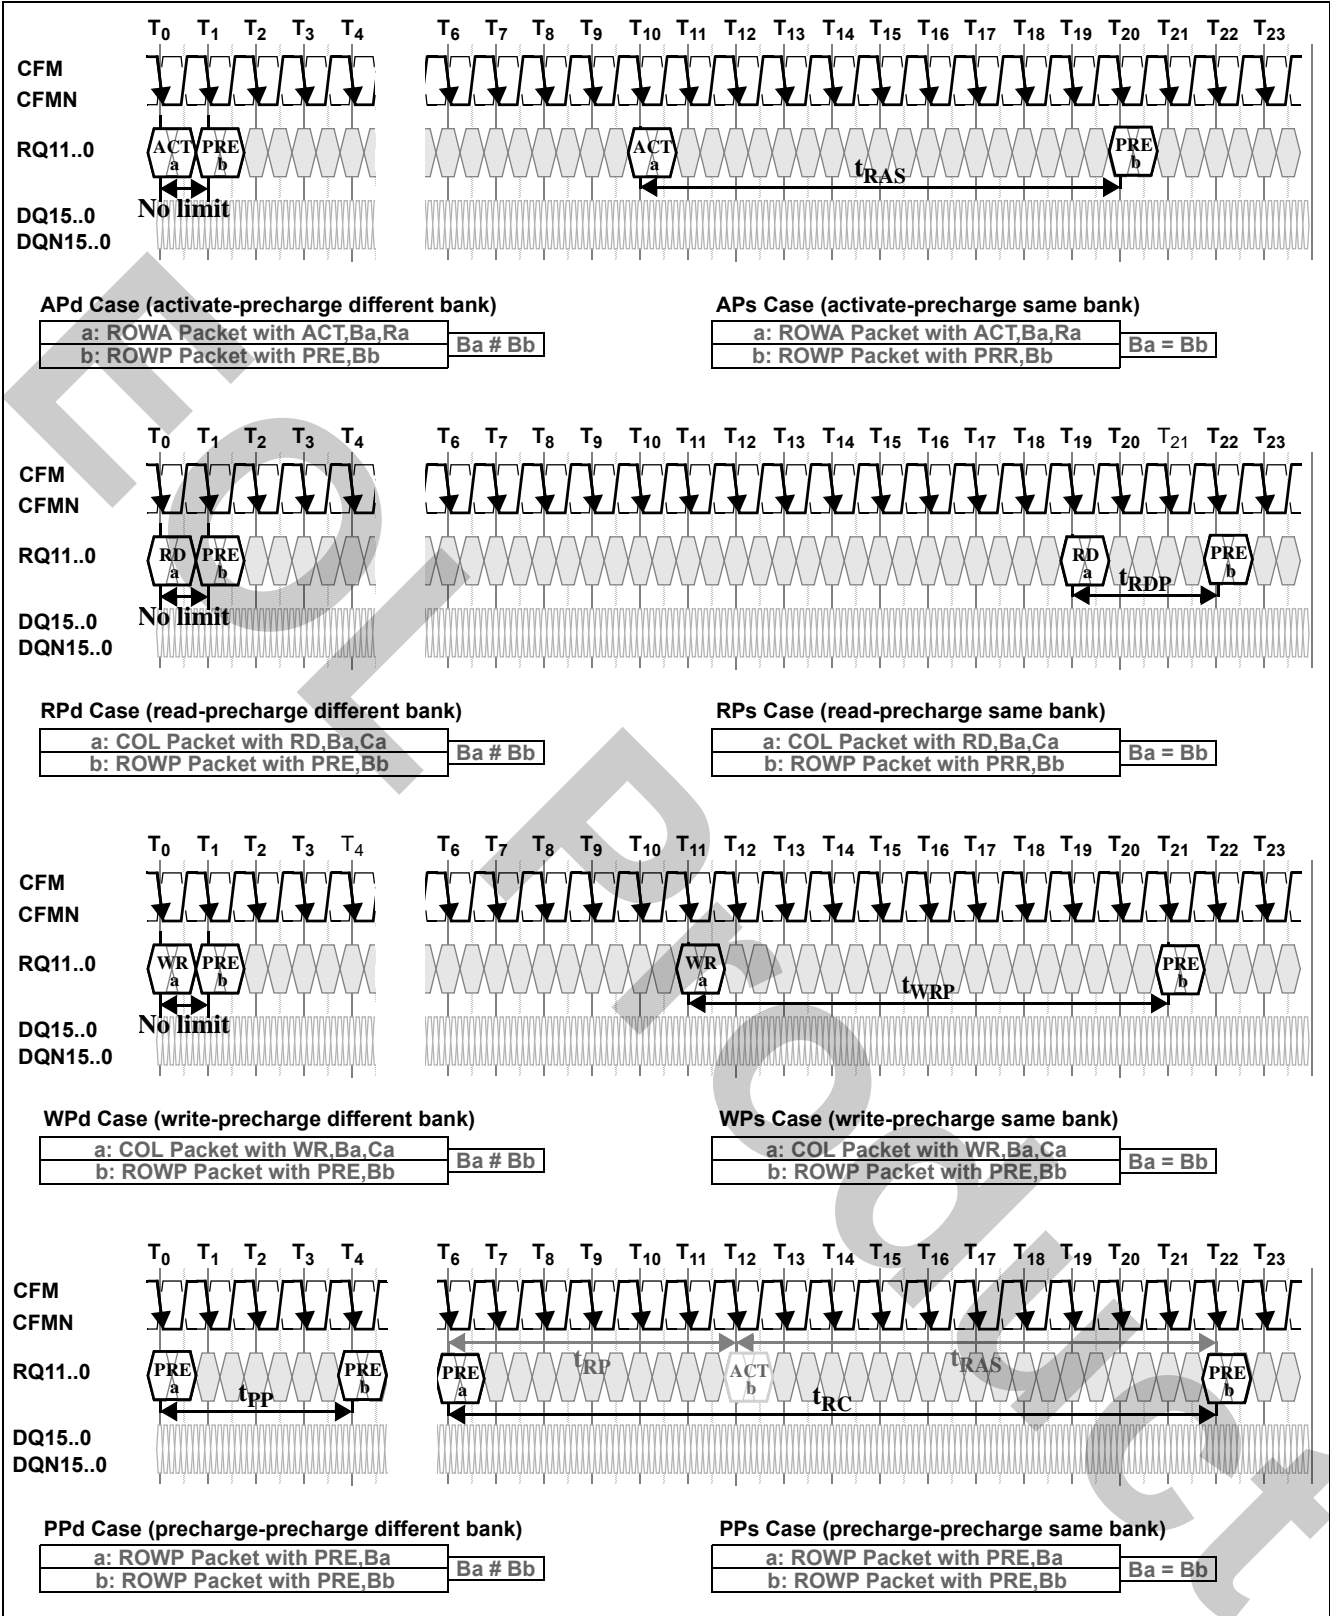 T0 T1 T2 T3 T4 T6 T7 T8 T9 T10 T11 T12 T13 T14 T15 T16 T17 T18 T19 T20 T21 T22 T23
CFM
CFMN
RQ11..0 ACT a PRE b ACT a PRE b
tRAS
No limit
DQ15..0
DQN15..0
APd Case (activate-precharge different bank) APs Case (activate-precharge same bank)
a: ROWA Packet with ACT,Ba,Ra a: ROWA Packet with ACT,Ba,Ra
b: ROWP Packet with PRE,Bb Ba # Bb b: ROWP Packet with PRR,Bb Ba = Bb
T0 T1 T2 T3 T4 T6 T7 T8 T9 T10 T11 T12 T13 T14 T15 T16 T17 T18 T19 T20 T21 T22 T23
CFM
CFMN
RQ11..0 RD a PRE b RD a PRE b
tRDP
No limit
DQ15..0
DQN15..0
RPd Case (read-precharge different bank) RPs Case (read-precharge same bank)
a: COL Packet with RD,Ba,Ca a: COL Packet with RD,Ba,Ca
b: ROWP Packet with PRE,Bb Ba # Bb b: ROWP Packet with PRR,Bb Ba = Bb
T0 T1 T2 T3 T4 T6 T7 T8 T9 T10 T11 T12 T13 T14 T15 T16 T17 T18 T19 T20 T21 T22 T23
CFM
CFMN
RQ11..0 WR a PRE b WR a PRE b
tWRP
No limit
DQ15..0
DQN15..0
WPd Case (write-precharge different bank) WPs Case (write-precharge same bank)
a: COL Packet with WR,Ba,Ca a: COL Packet with WR,Ba,Ca
b: ROWP Packet with PRE,Bb Ba # Bb b: ROWP Packet with PRE,Bb Ba = Bb
T0 T1 T2 T3 T4 T6 T7 T8 T9 T10 T11 T12 T13 T14 T15 T16 T17 T18 T19 T20 T21 T22 T23
CFM
CFMN
tRP tRAS
RQ11..0 PRE a PRE b PRE a ACT b PRE b
tPP tRC
DQ15..0
DQN15..0
PPd Case (precharge-precharge different bank) PPs Case (precharge-precharge same bank)
a: ROWP Packet with PRE,Ba a: ROWP Packet with PRE,Ba
b: ROWP Packet with PRE,Bb Ba # Bb b: ROWP Packet with PRE,Bb Ba = Bb
EOL Product